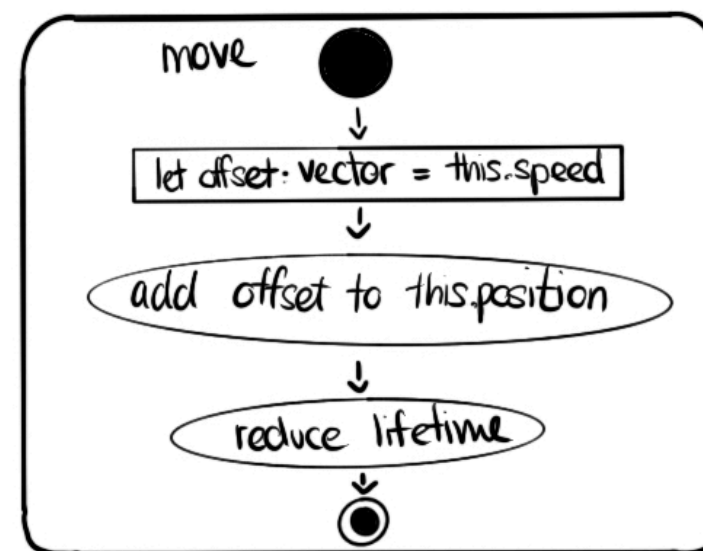 move
let offset: vector = this.speed
add offset to this.position
reduce lifetime